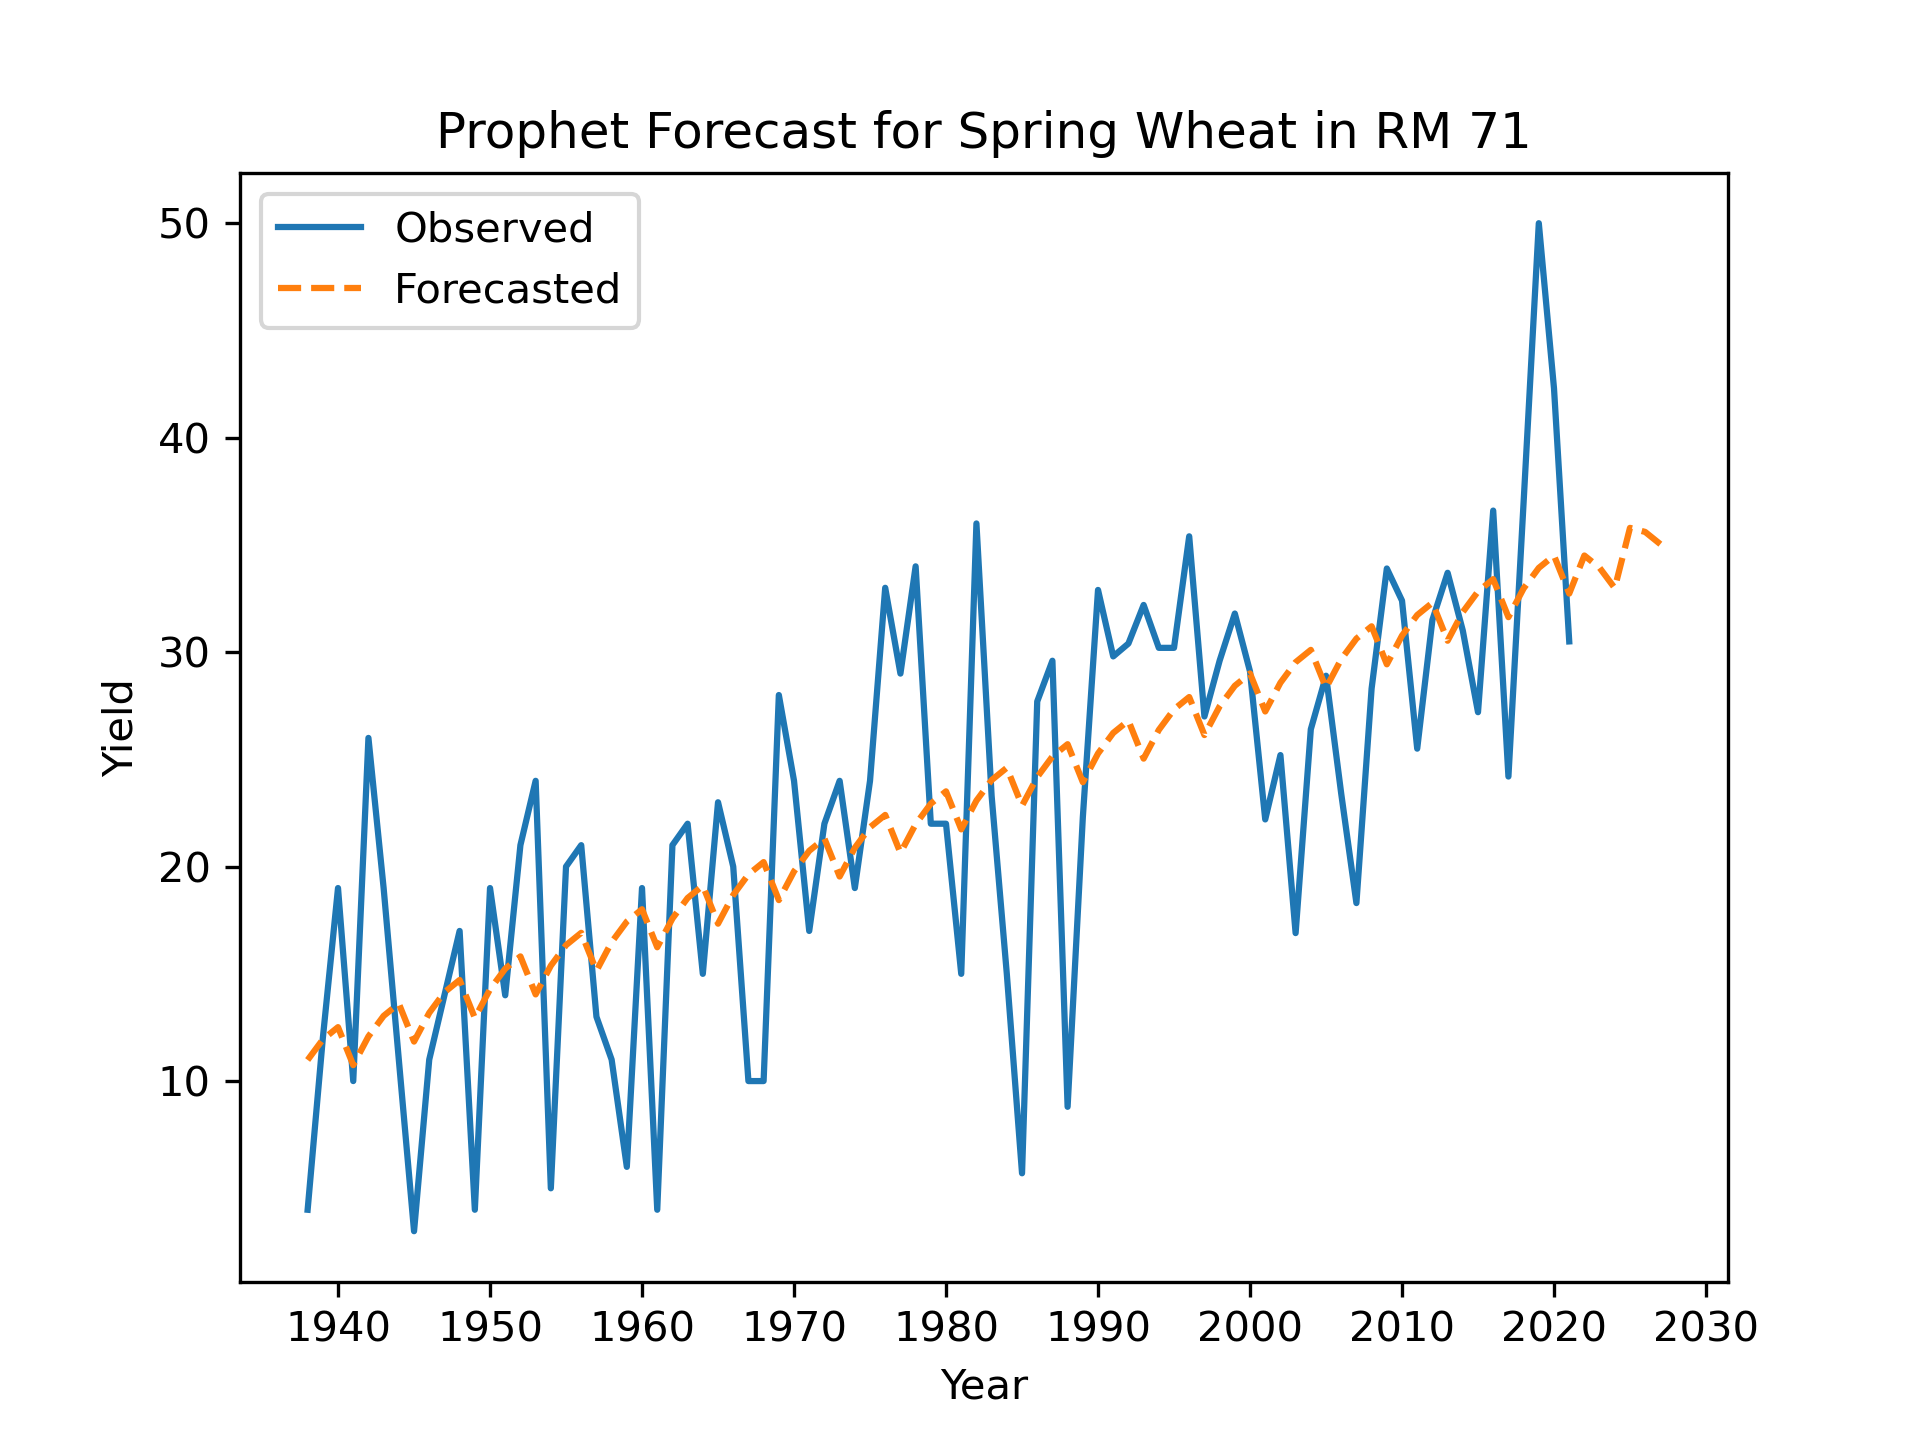 Prophet Forecast for Spring Wheat in RM 71
Observed
Forecasted
50
40
30
20
10
Yield
1940 1950 1960 1970 1980 1990 2000 2010 2020 2030
Year